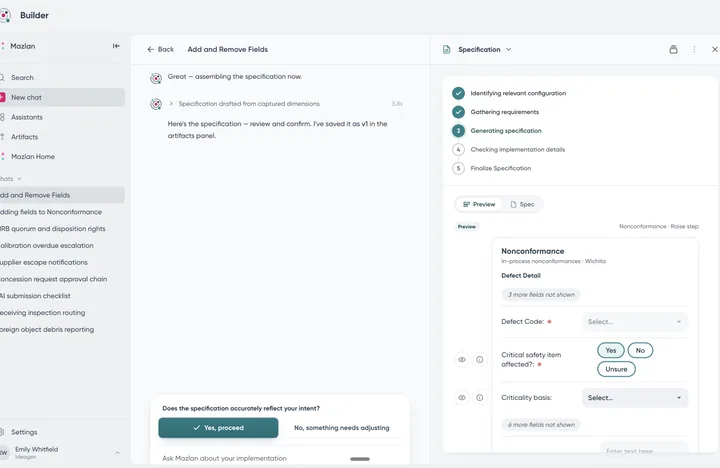 Builder
Mazlan
Search
New chat
Assistants
Artifacts
Mazlan Home
hats
dd and Remove Fields
dding fields to Nonconformance
RB quorum and disposition rights
alibration overdue escalation
upplier escape notifications
oncession request approval chain
AI submission checklist
eceiving inspection routing
oreign object debris reporting
Settings
EW
Emily Whitfield
Ideagen
Back
Add and Remove Fields
Great — assembling the specification now.
Specification drafted from captured dimensions
5.8s
Here's the specification — review and confirm. I've saved it as v1 in the
artifacts panel.
Does the specification accurately reflect your intent?
Yes, proceed
No, something needs adjusting
Ask Mazlan about your implementation
Specification
Identifying relevant configuration
Gathering requirements
3 Generating specification
4 Checking implementation details
5 Finalize Specification
Preview
Spec
Preview
Nonconformance · Raise step
Nonconformance
In-process nonconformances · Wichita
Defect Detail
3 more fields not shown
Defect Code: *
Select...
Critical safety item
affected?: *
Yes
No
Unsure
Criticality basis:
Select...
6 more fields not shown
Enter text here